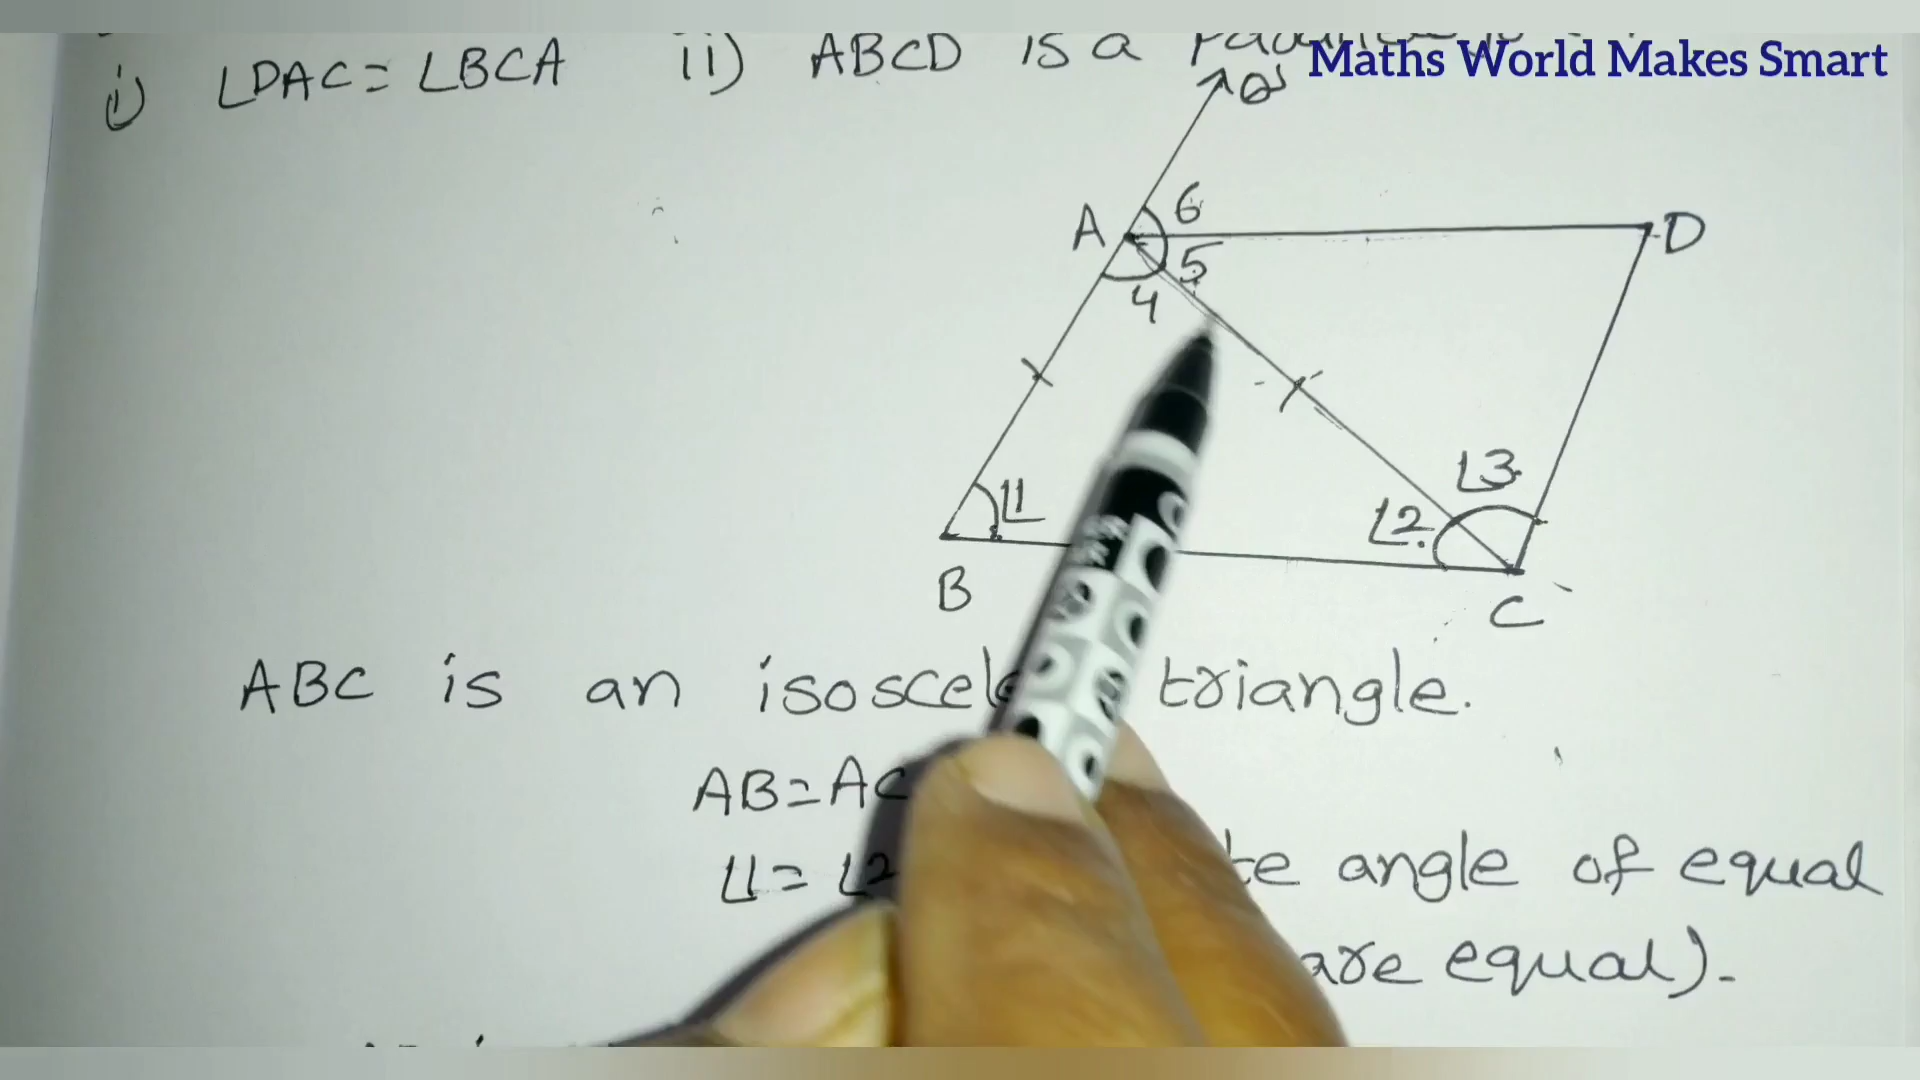 i) ∠DAC = ∠BCA ii) ABCD is a
Maths World Makes Smart
Q
A
6
5
4
D
∠3
∠1
∠2
B
C
ABC is an triangle.
AB = AC
∠1 = ∠2 angle of equal
are equal).